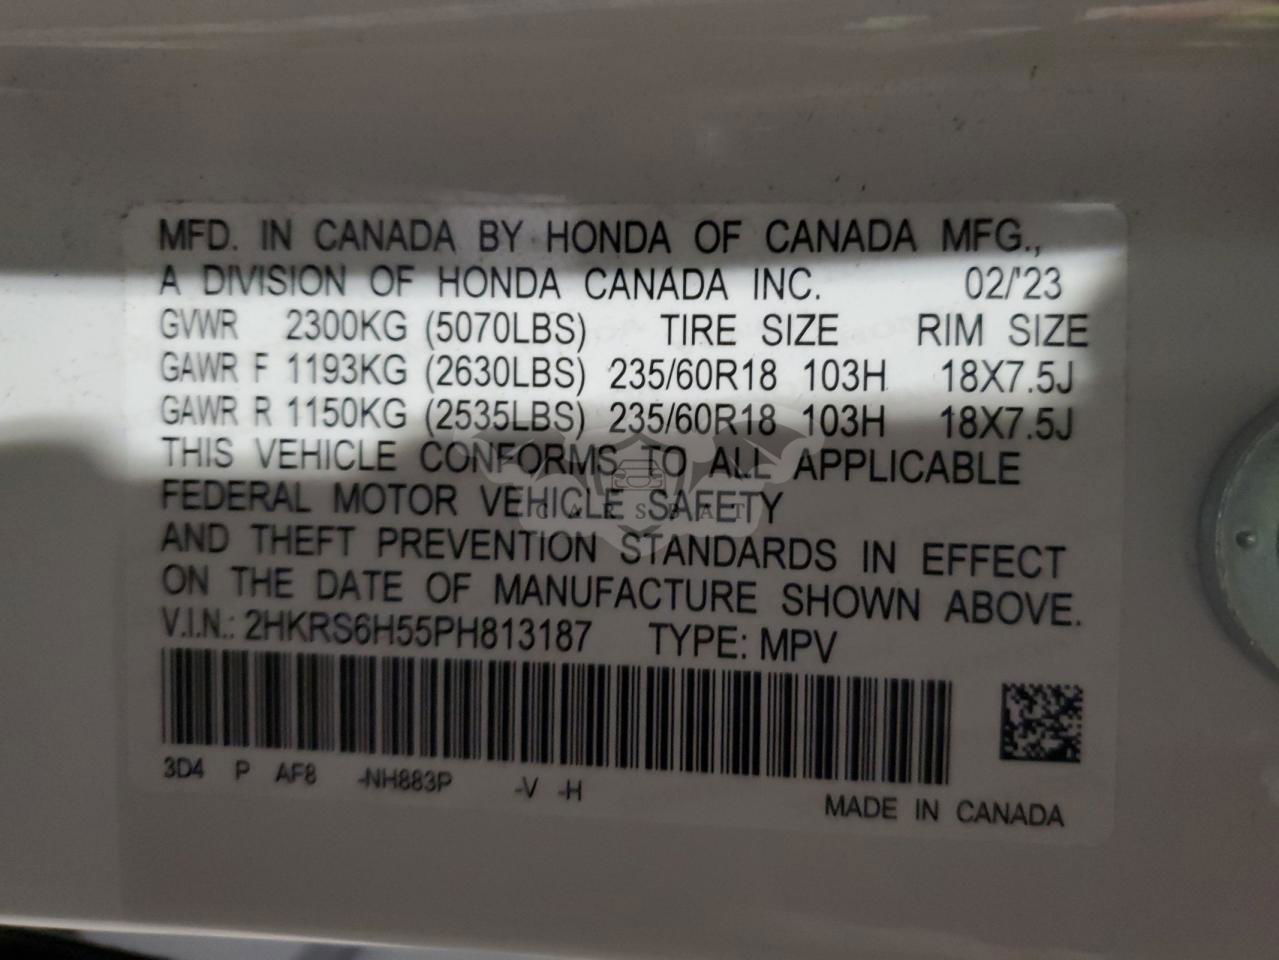 MFD. IN CANADA BY HONDA OF CANADA MFG.,
A DIVISION OF HONDA CANADA INC. 02/'23
GVWR 2300KG (5070LBS) TIRE SIZE RIM SIZE
GAWR F 1193KG (2630LBS) 235/60R18 103H 18X7.5J
GAWR R 1150KG (2535LBS) 235/60R18 103H 18X7.5J
THIS VEHICLE CONFORMS TO ALL APPLICABLE
FEDERAL MOTOR VEHICLE SAFETY
CARSBAT
AND THEFT PREVENTION STANDARDS IN EFFECT
ON THE DATE OF MANUFACTURE SHOWN ABOVE.
V.I.N.: 2HKRS6H55PH813187 TYPE: MPV
3D4 P AF8 -NH883P -V -H
MADE IN CANADA